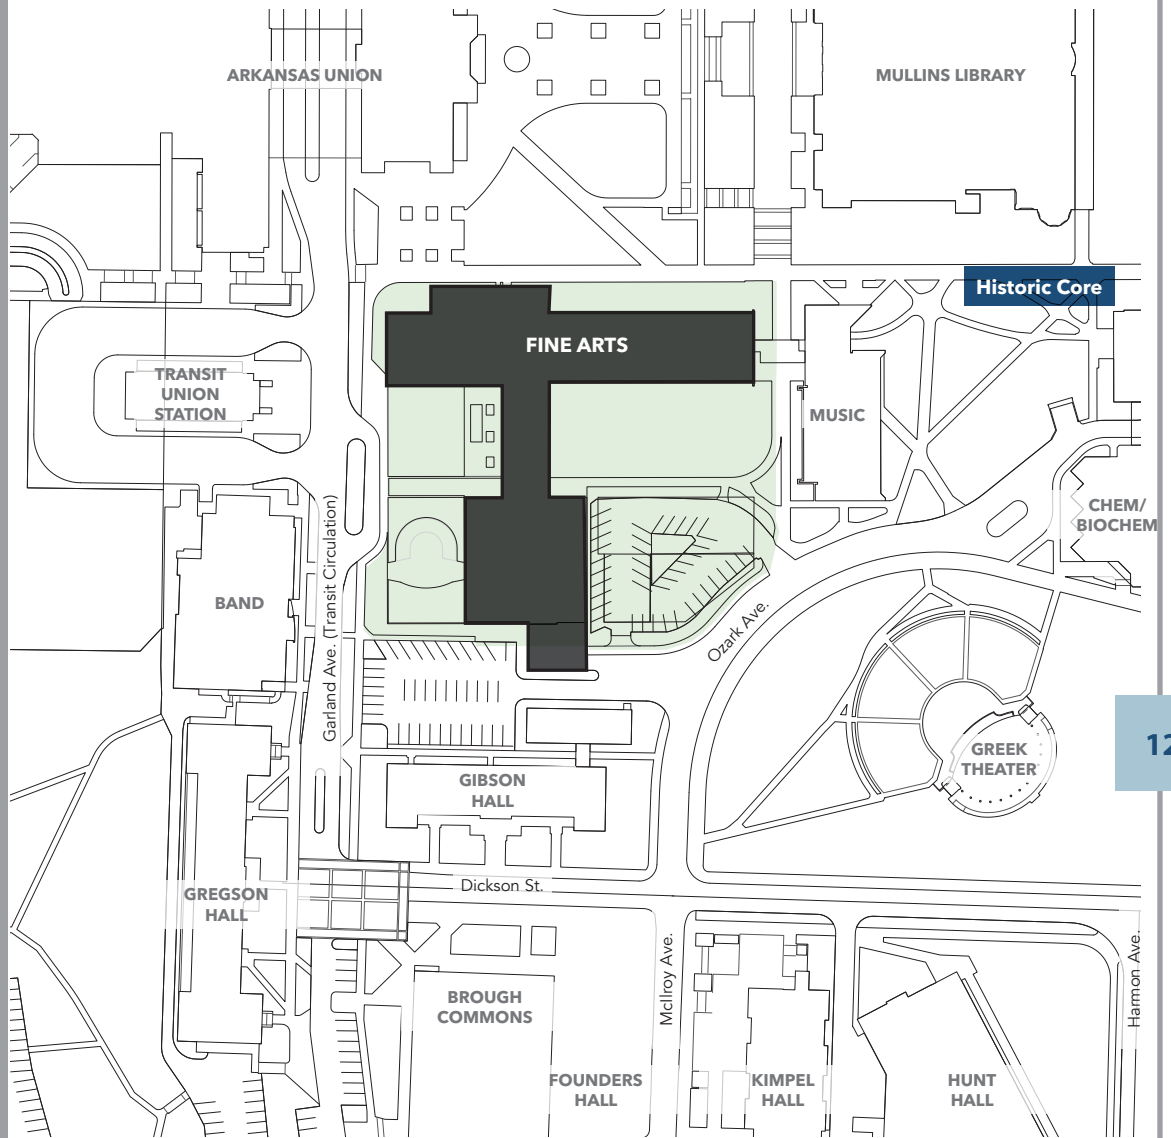 ARKANSAS UNION
MULLINS LIBRARY
Historic Core
FINE ARTS
TRANSIT
UNION
STATION
MUSIC
CHEM/
BIOCHEM
Garland Ave. (Transit Circulation)
BAND
Ozark Ave.
GREEK
THEATER
12
GIBSON
HALL
Dickson St.
GREGSON
HALL
McIlroy Ave.
Harmon Ave.
BROUGH
COMMONS
FOUNDERS
HALL
KIMPEL
HALL
HUNT
HALL